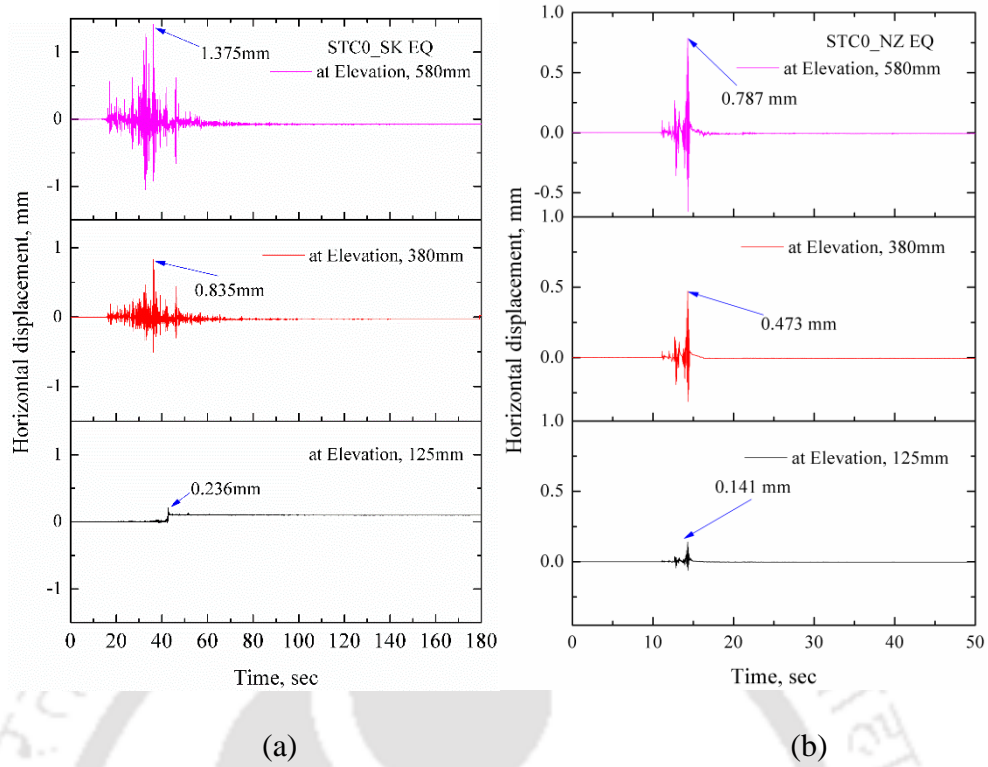 STC0_SK EQ
at Elevation, 580mm
1.375mm
1
0
-1
at Elevation, 380mm
0.835mm
1
0
-1
at Elevation, 125mm
0.236mm
1
0
-1
0 20 40 60 80 100 120 140 160 180
Time, sec
Horizontal displacement, mm
(a)
STC0_NZ EQ
at Elevation, 580mm
0.787 mm
1.0
0.5
0.0
-0.5
at Elevation, 380mm
0.473 mm
1.0
0.5
0.0
at Elevation, 125mm
0.141 mm
1.0
0.5
0.0
0 10 20 30 40 50
Time, sec
Horizontal displacement, mm
(b)